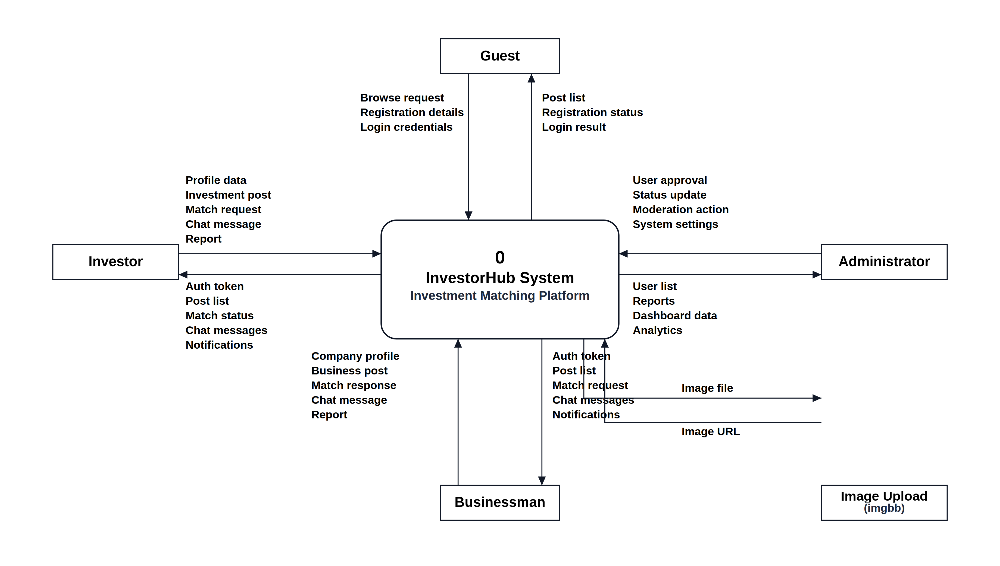 Guest
Browse request
Registration details
Login credentials
Post list
Registration status
Login result
Profile data
Investment post
Match request
Chat message
Report
User approval
Status update
Moderation action
System settings
Investor
0
InvestorHub System
Investment Matching Platform
Administrator
Auth token
Post list
Match status
Chat messages
Notifications
User list
Reports
Dashboard data
Analytics
Company profile
Business post
Match response
Chat message
Report
Auth token
Post list
Match request
Chat messages
Notifications
Image file
Image URL
Businessman
Image Upload
(imgbb)